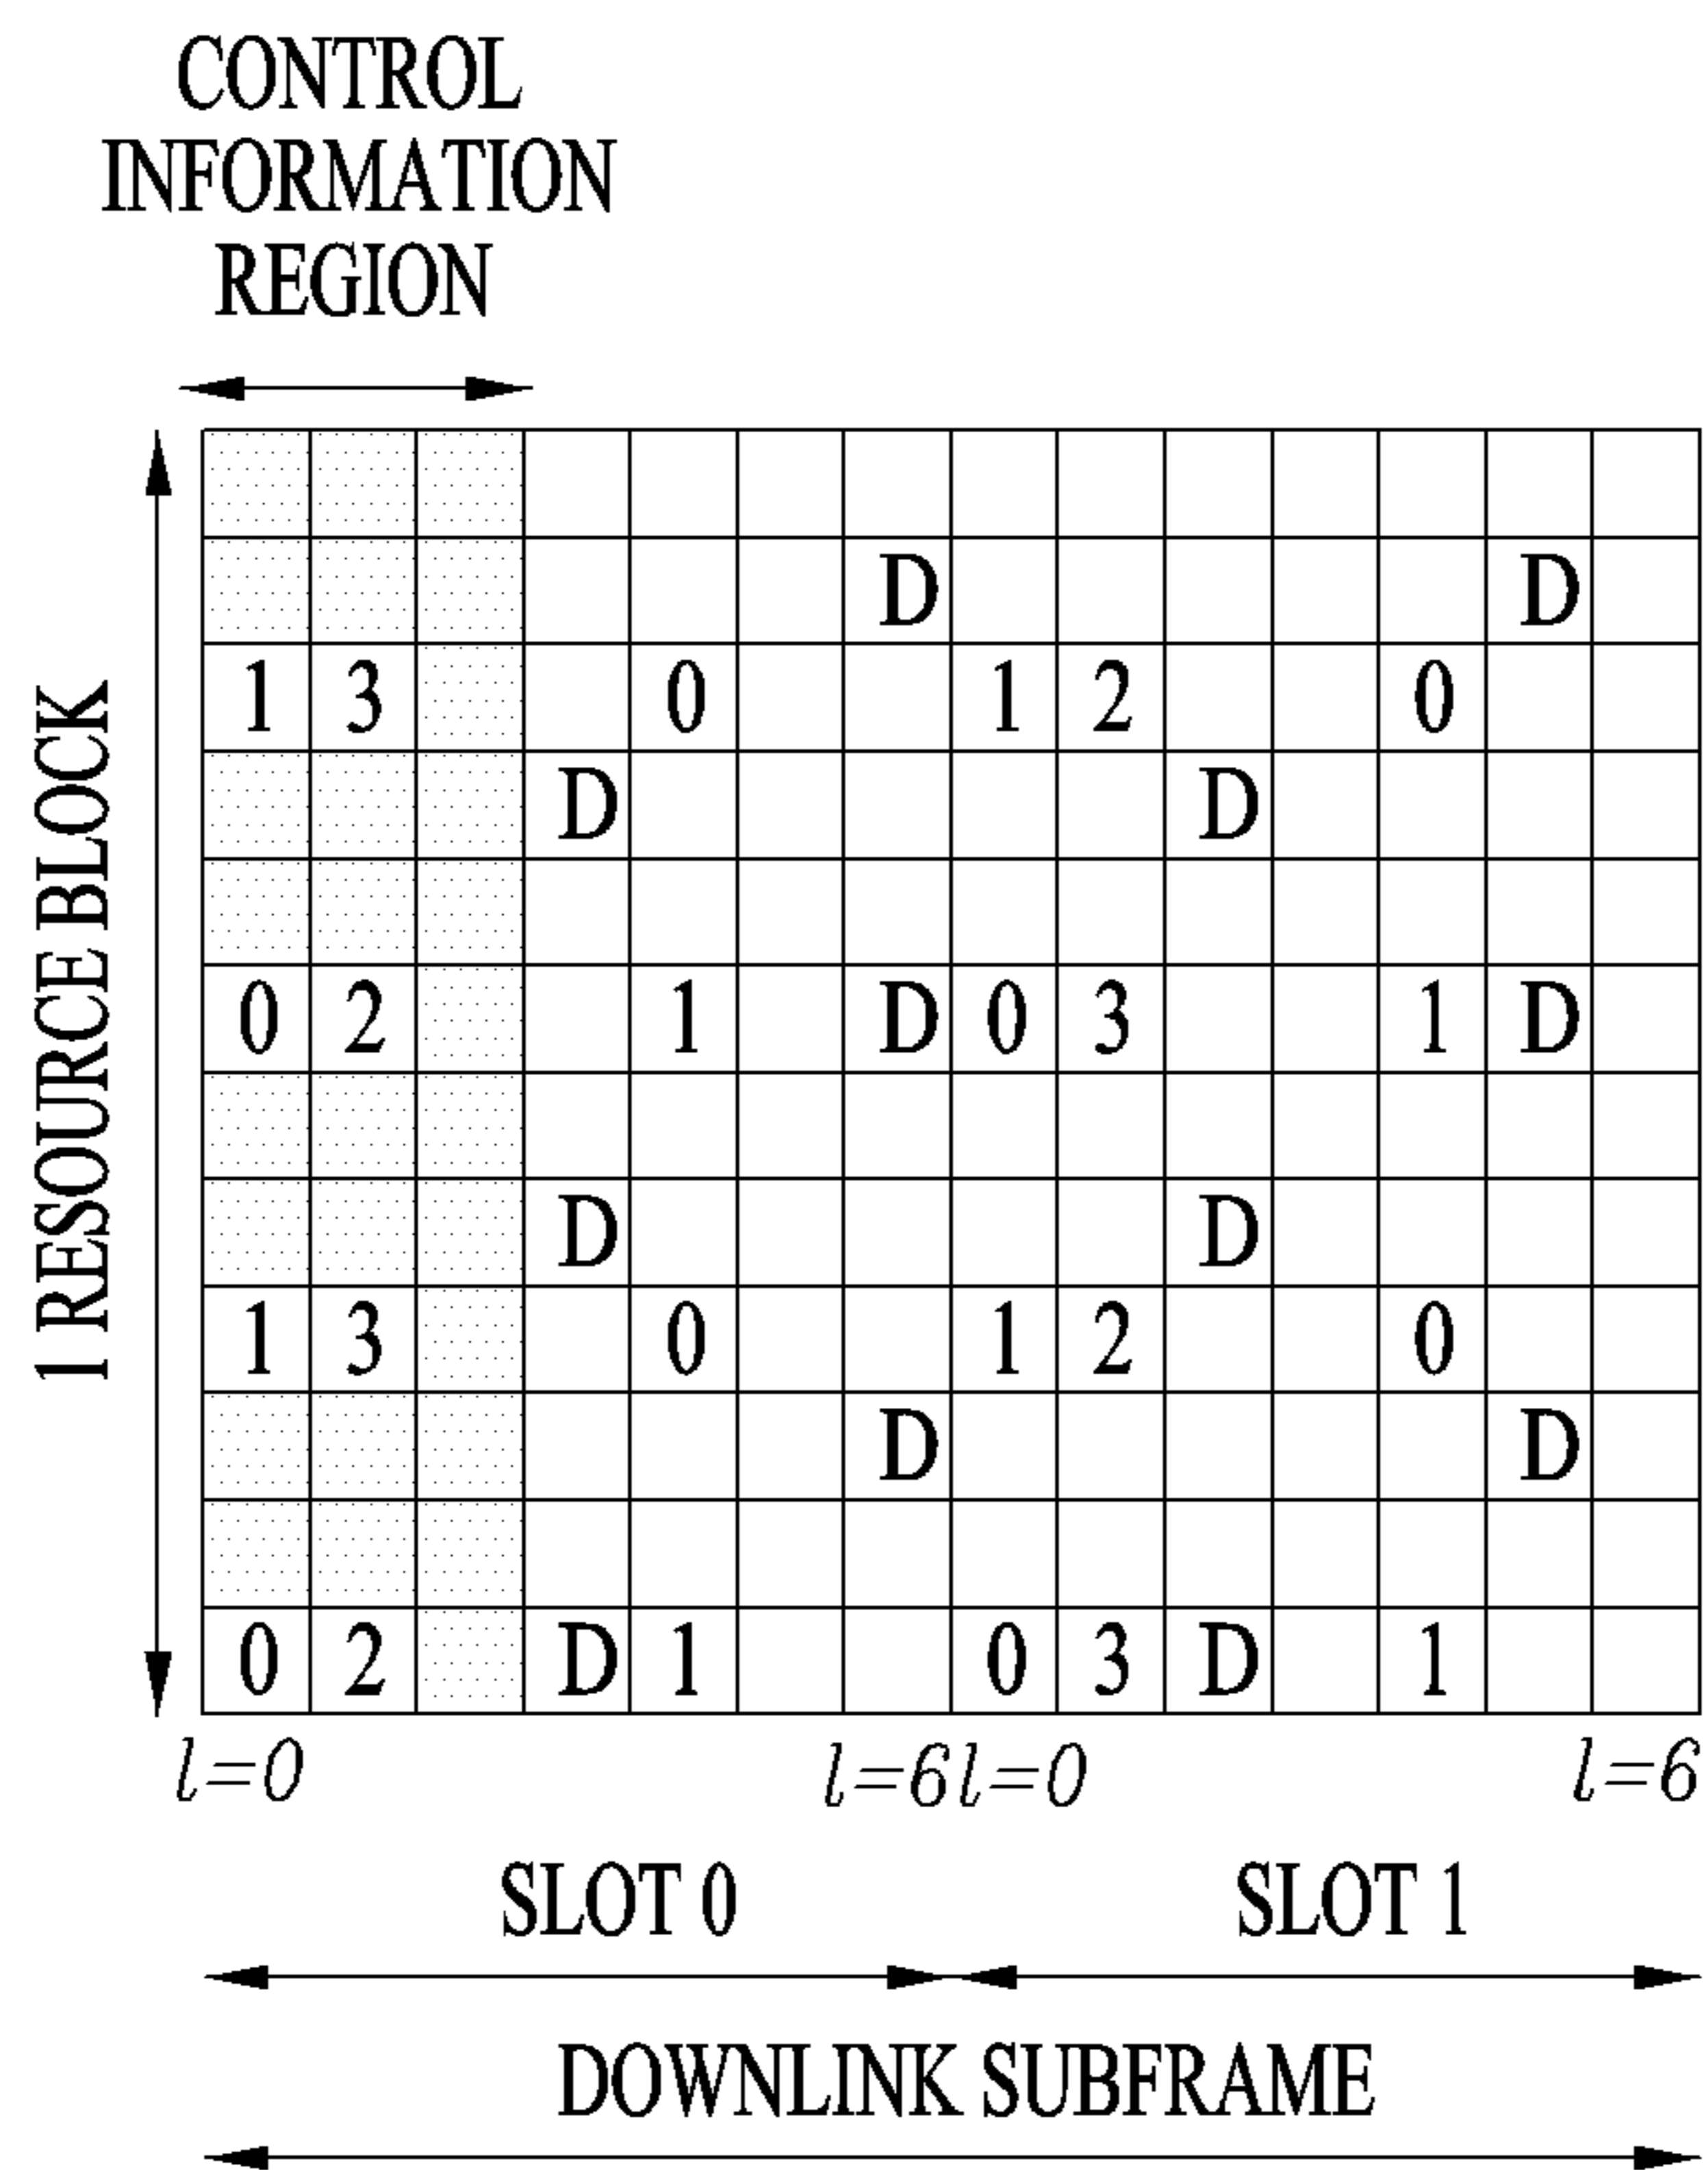 CONTROL
INFORMATION
REGION
1 RESOURCE BLOCK
D D
1 3 0 1 2 0
D D
0 2 1 D 0 3 1 D
D D
1 3 0 1 2 0
D D
0 2 D 1 0 3 D 1
l=0 l=6 l=0 l=6
SLOT 0 SLOT 1
DOWNLINK SUBFRAME